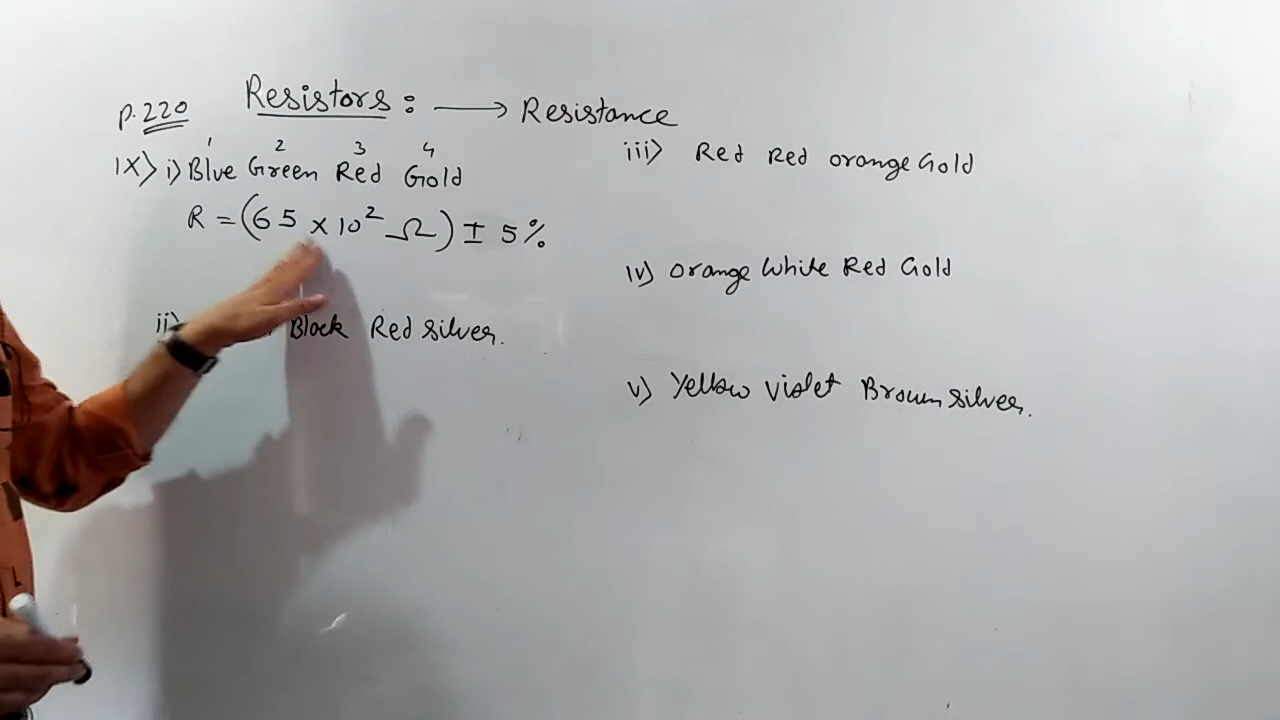 P.220 Resistors : → Resistance
1 2 3 4
IX> i) Blue Green Red Gold
R = (65 × 10² Ω) ± 5%
ii) Black Red silver.
iii> Red Red orange Gold
iv) orange white Red Gold
v) Yellow violet Brown silver.